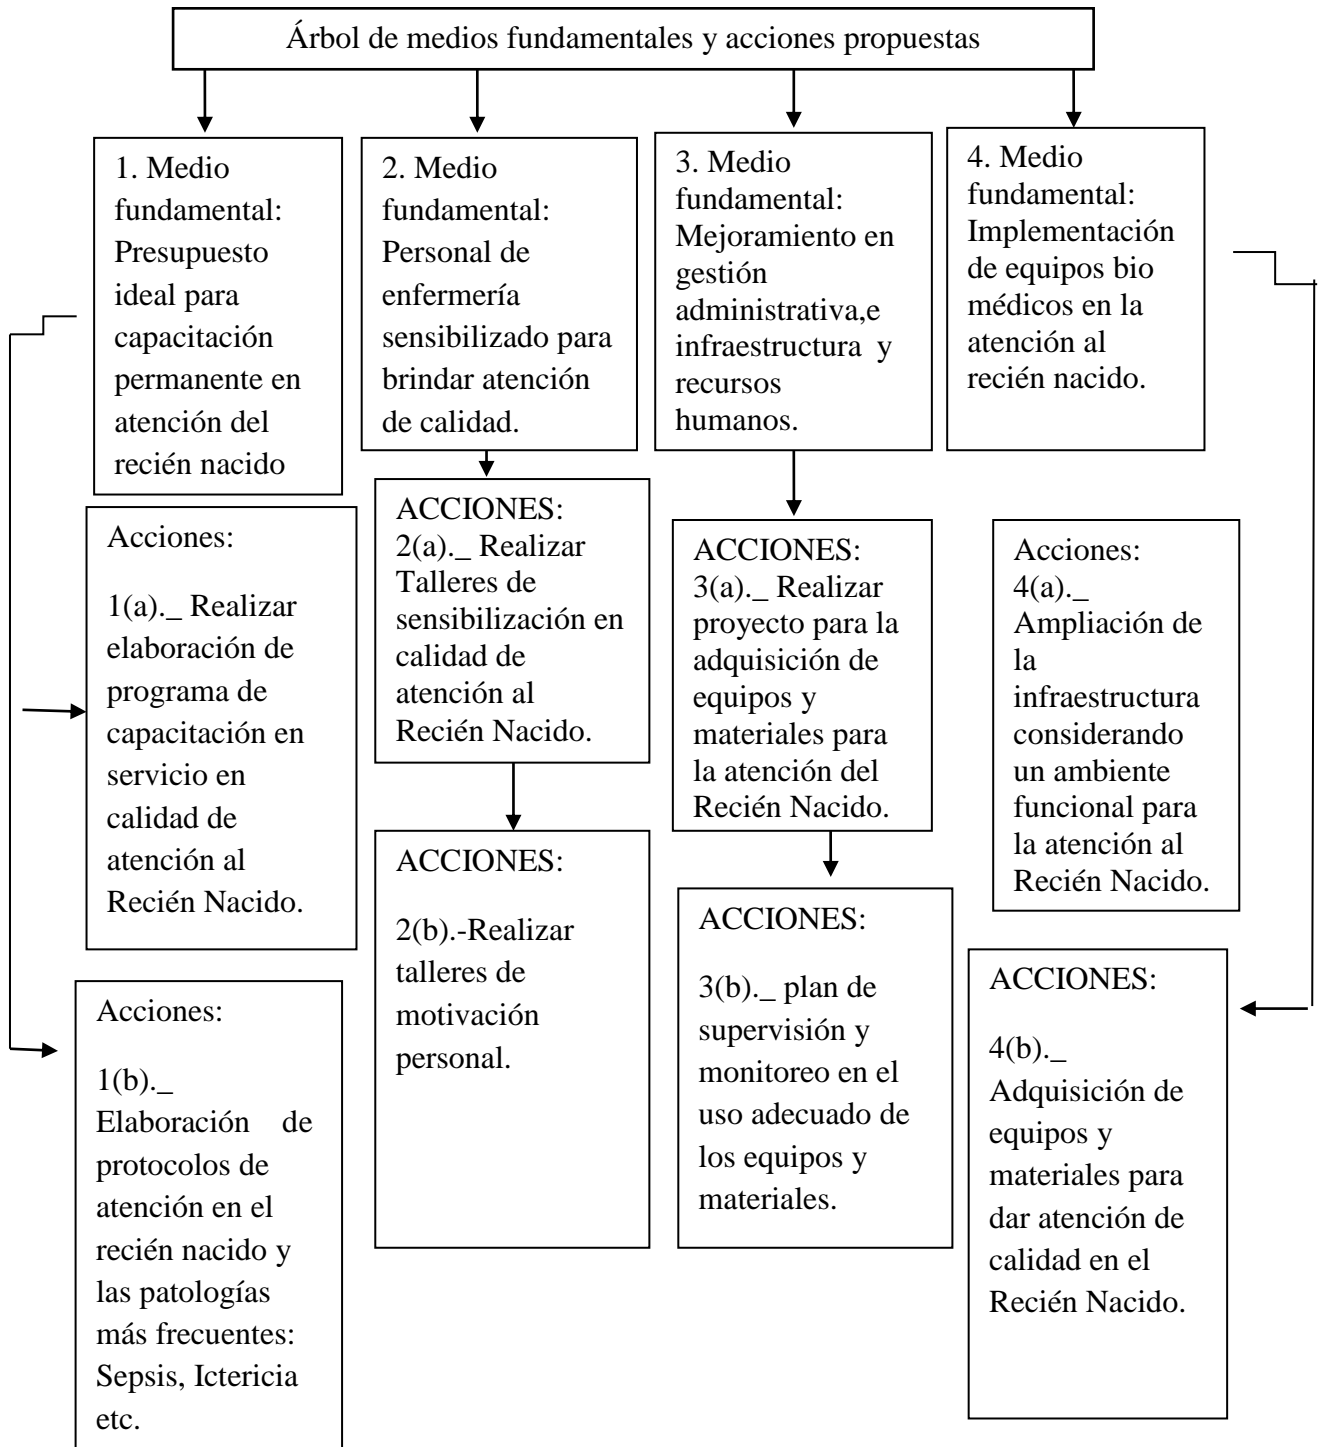 Árbol de medios fundamentales y acciones propuestas
1. Medio
fundamental:
Presupuesto
ideal para
capacitación
permanente en
atención del
recién nacido
2. Medio
fundamental:
Personal de
enfermería
sensibilizado para
brindar atención
de calidad.
3. Medio
fundamental:
Mejoramiento en
gestión
administrativa,e
infraestructura y
recursos
humanos.
4. Medio
fundamental:
Implementación
de equipos bio
médicos en la
atención al
recién nacido.
Acciones:
1(a)._ Realizar
elaboración de
programa de
capacitación en
servicio en
calidad de
atención al
Recién Nacido.
ACCIONES:
2(a)._ Realizar
Talleres de
sensibilización en
calidad de
atención al
Recién Nacido.
ACCIONES:
3(a)._ Realizar
proyecto para la
adquisición de
equipos y
materiales para
la atención del
Recién Nacido.
Acciones:
4(a)._
Ampliación de
la
infraestructura
considerando
un ambiente
funcional para
la atención al
Recién Nacido.
Acciones:
1(b)._
Elaboración de
protocolos de
atención en el
recién nacido y
las patologías
más frecuentes:
Sepsis, Ictericia
etc.
ACCIONES:
2(b).-Realizar
talleres de
motivación
personal.
ACCIONES:
3(b)._ plan de
supervisión y
monitoreo en el
uso adecuado de
los equipos y
materiales.
ACCIONES:
4(b)._
Adquisición de
equipos y
materiales para
dar atención de
calidad en el
Recién Nacido.